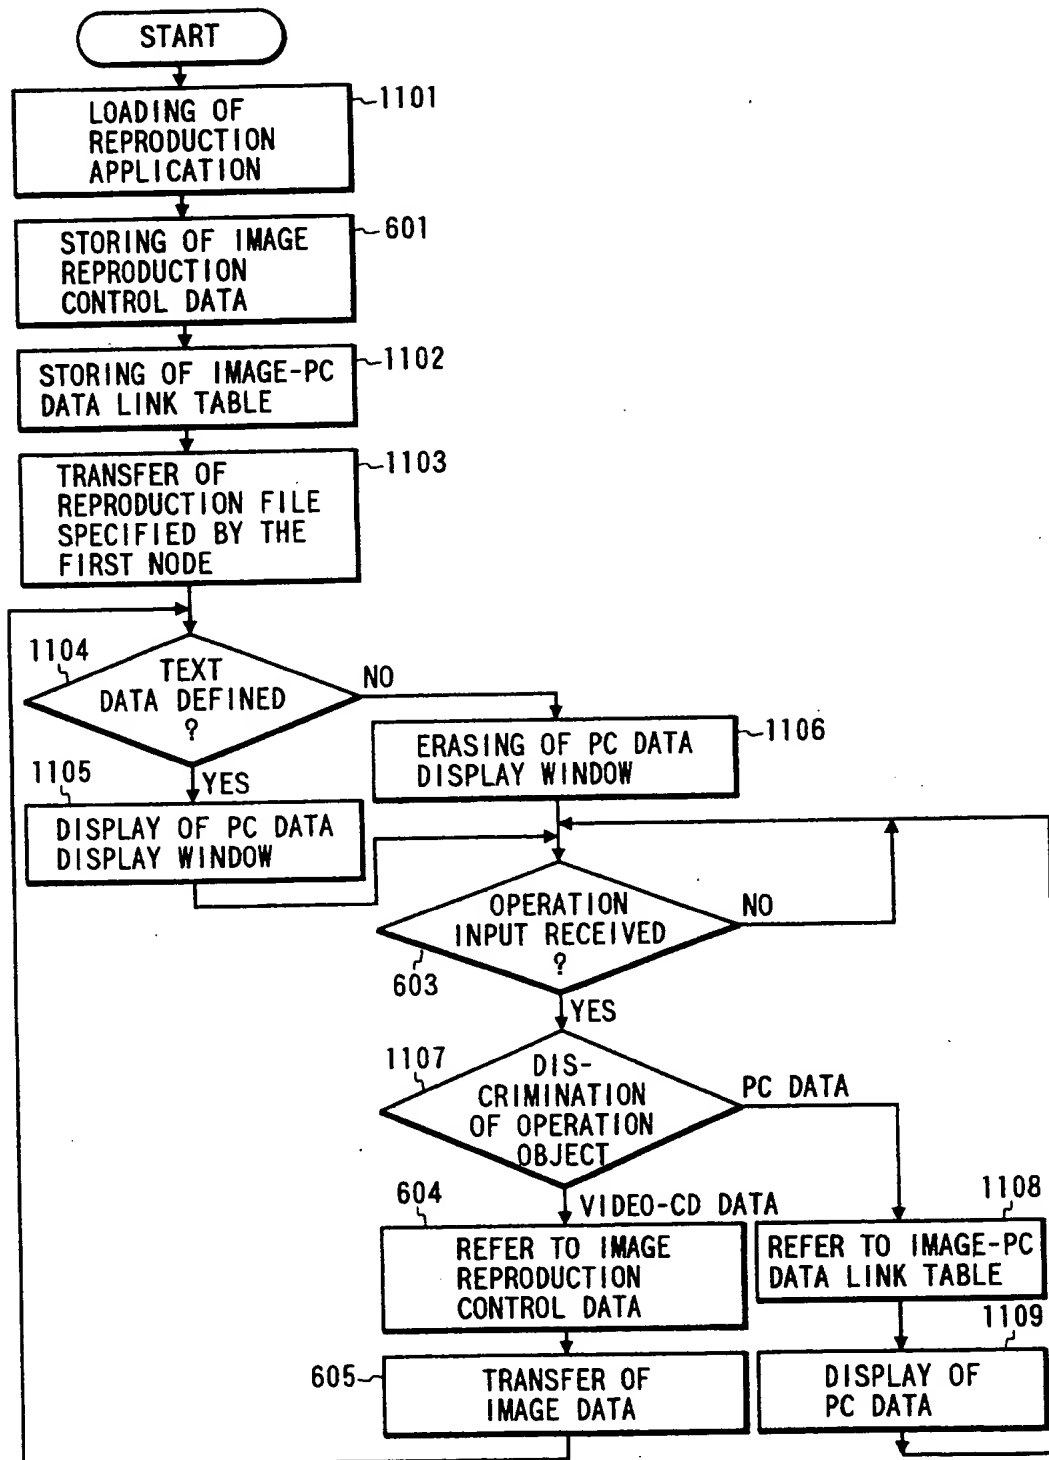 START
1101
LOADING OF
REPRODUCTION
APPLICATION
601
STORING OF IMAGE
REPRODUCTION
CONTROL DATA
1102
STORING OF IMAGE-PC
DATA LINK TABLE
1103
TRANSFER OF
REPRODUCTION FILE
SPECIFIED BY THE
FIRST NODE
1104
TEXT
DATA DEFINED
?
NO
YES
1106
ERASING OF PC DATA
DISPLAY WINDOW
1105
DISPLAY OF PC DATA
DISPLAY WINDOW
OPERATION
INPUT RECEIVED
?
NO
603
YES
1107
DIS-
CRIMINATION
OF OPERATION
OBJECT
PC DATA
VIDEO-CD DATA
604
REFER TO IMAGE
REPRODUCTION
CONTROL DATA
1108
REFER TO IMAGE-PC
DATA LINK TABLE
605
TRANSFER OF
IMAGE DATA
1109
DISPLAY OF
PC DATA